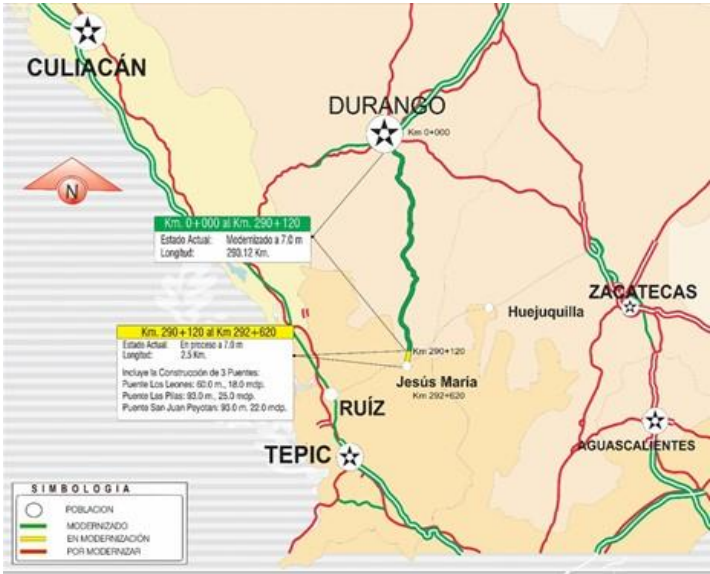 CULIACÁN
DURANGO
Km 0+000
N
Km. 0+000 al Km. 290+120
Estado Actual: Modernizado a 7.0 m
Longitud: 290.12 Km.
ZACATECAS
Huejuquilla
Km. 290+120 al Km 292+620
Estado Actual: En proceso a 7.0 m
Longitud: 2.5 Km.
Incluye la Construcción de 3 Puentes:
Puente Los Leones: 60.0 m., 18.0 mdp.
Puente Las Pilas: 93.0 m., 25.0 mdp.
Puente San Juan Peyotan: 93.0 m. 22.0 mdp.
Km 290+120
Jesús María
Km 292+620
RUÍZ
TEPIC
AGUASCALIENTES
SIMBOLOGIA
POBLACION
MODERNIZADO
EN MODERNIZACIÓN
POR MODERNIZAR